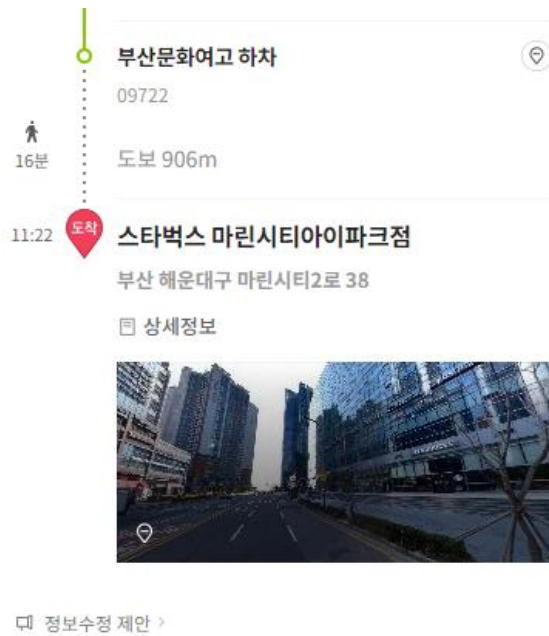 부산문화여고 하차
09722
16분
도보 906m
11:22
도착
스타벅스 마린시티아이파크점
부산 해운대구 마린시티2로 38
상세정보
정보수정 제안